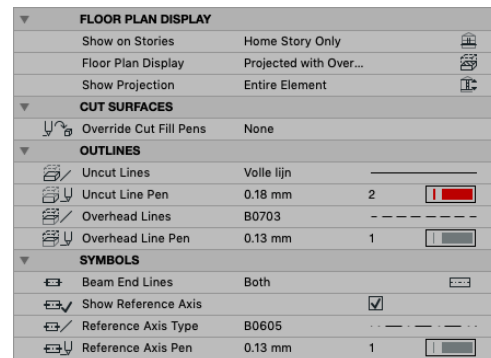 FLOOR PLAN DISPLAY
Show on Stories Home Story Only
Floor Plan Display Projected with Over...
Show Projection Entire Element
CUT SURFACES
Override Cut Fill Pens None
OUTLINES
Uncut Lines Volle lijn
Uncut Line Pen 0.18 mm 2
Overhead Lines B0703
Overhead Line Pen 0.13 mm 1
SYMBOLS
Beam End Lines Both
Show Reference Axis
Reference Axis Type B0605
Reference Axis Pen 0.13 mm 1